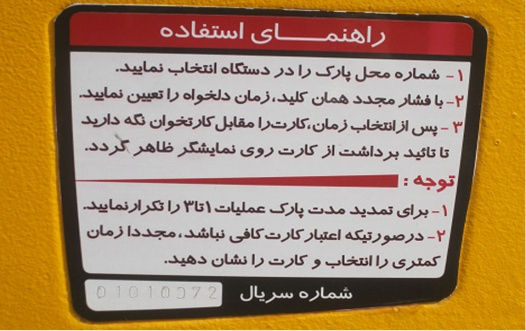 راهنمــــای استفاده
۱- شماره محل پارک را در دستگاه انتخاب نمایید.
۲- با فشار مجدد همان کلید، زمان دلخواه را تعیین نمایید.
۳- پس از انتخاب زمان، کارت را مقابل کارتخوان نگه دارید
تا تائید برداشت از کارت روی نمایشگر ظاهر گردد.
توجه :
۱- برای تمدید مدت پارک عملیات ۱تا۳ را تکرار نمایید.
۲- درصورتیکه اعتبار کارت کافی نباشد، مجددا زمان
کمتری را انتخاب و کارت را نشان دهید.
شماره سریال 01010072